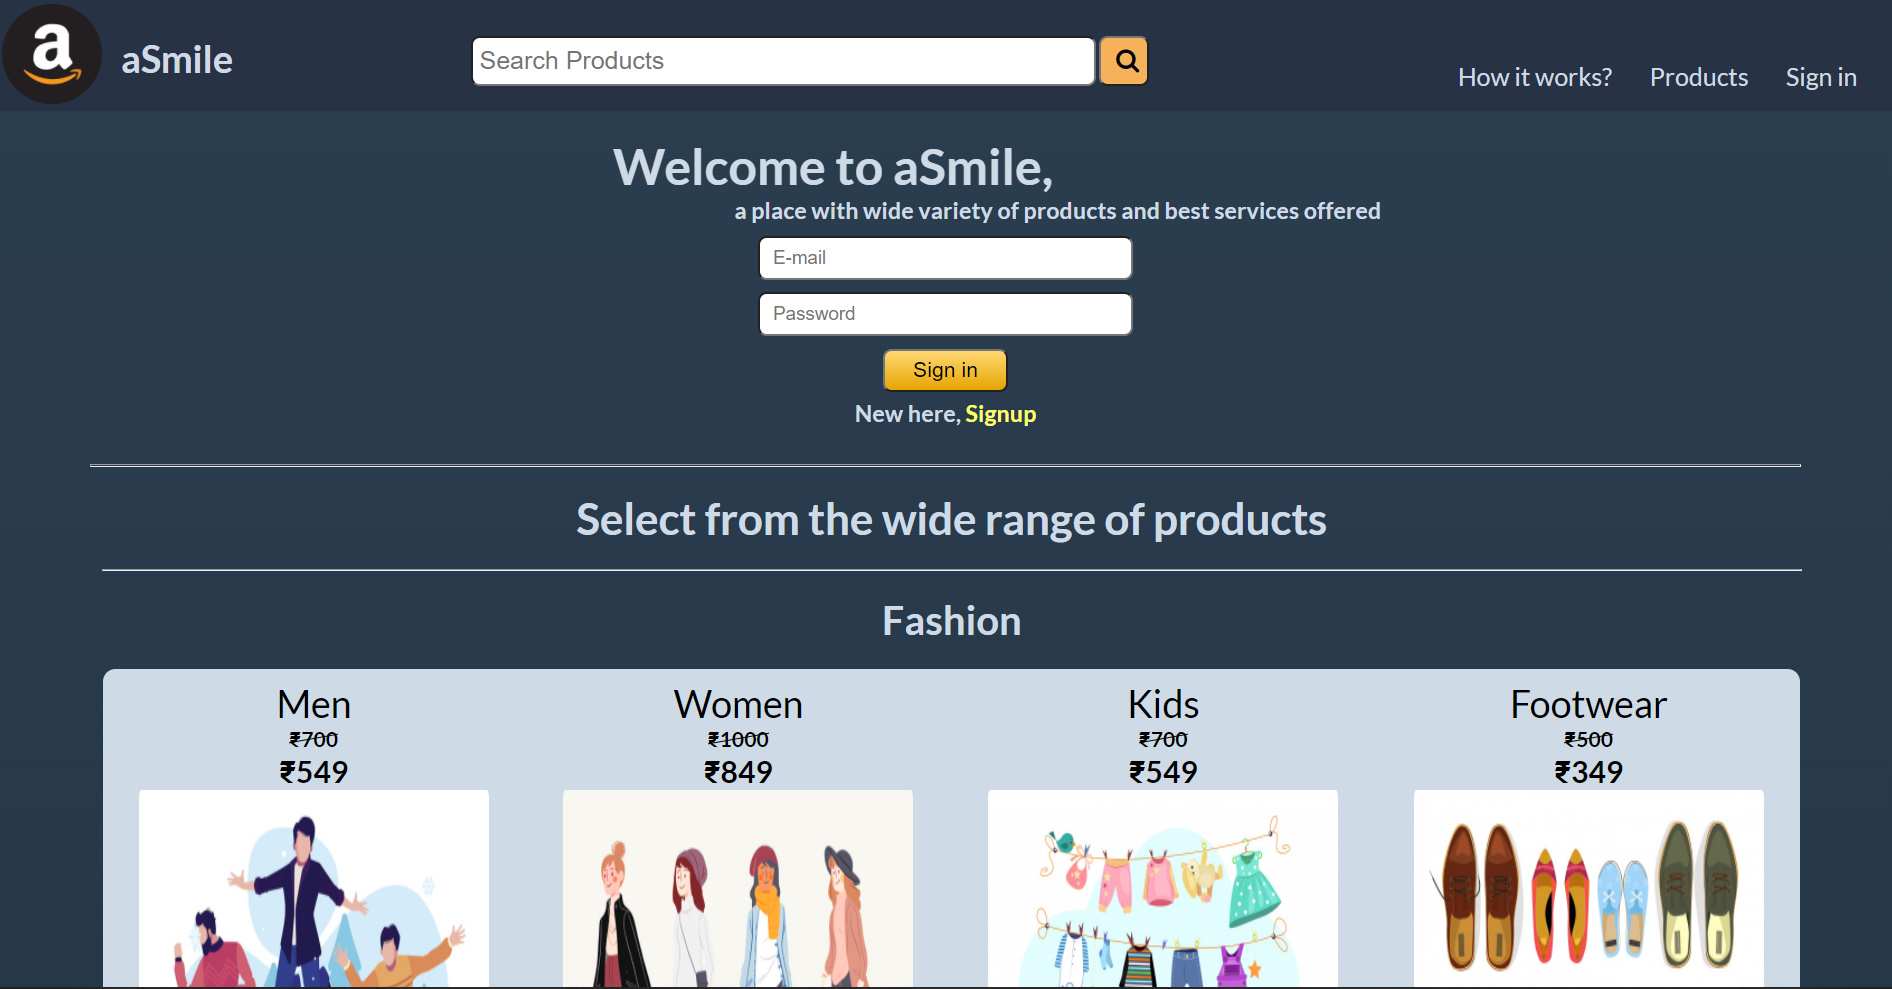 a aSmile
Search Products
How it works? Products Sign in
Welcome to aSmile,
a place with wide variety of products and best services offered
E-mail
Password
Sign in
New here, Signup
Select from the wide range of products
Fashion
Men Women Kids Footwear
₹700 ₹1000 ₹700 ₹500
₹549 ₹849 ₹549 ₹349